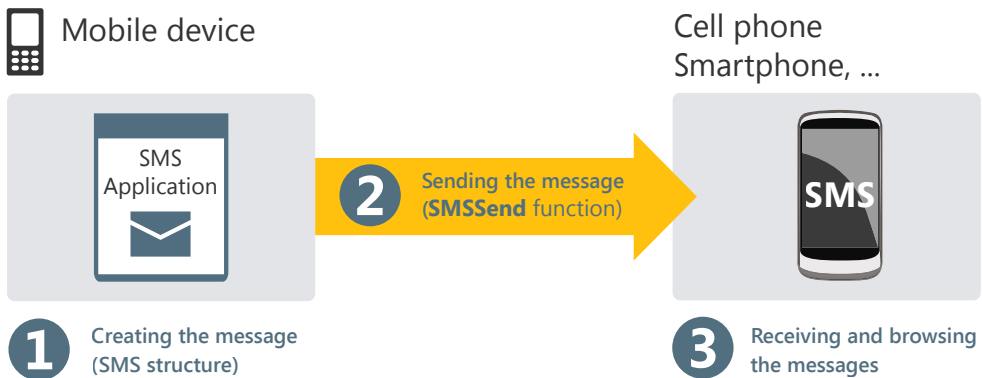 Mobile device
Cell phone
Smartphone, ...
SMS
Application
2
Sending the message
(SMSSend function)
SMS
1
Creating the message
(SMS structure)
3
Receiving and browsing
the messages